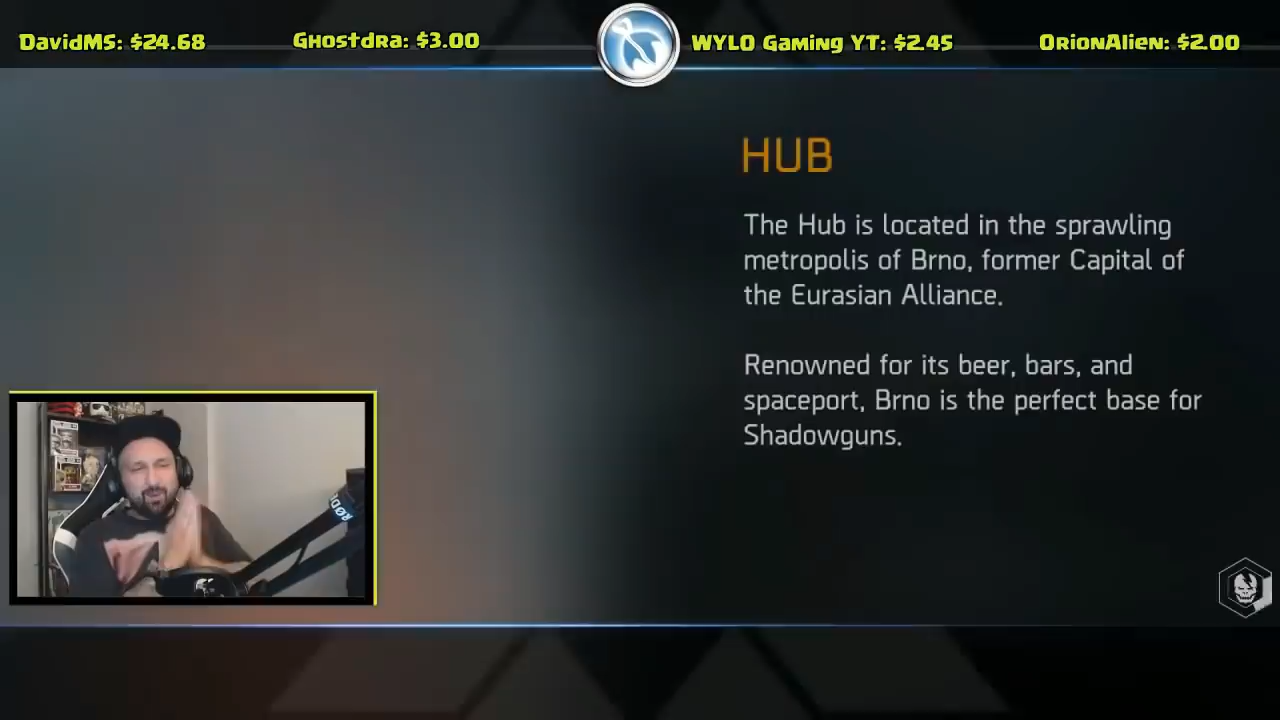 DavidMS: $24.68
Ghostdra: $3.00
WYLO Gaming YT: $2.45
OrionAlien: $2.00
HUB
The Hub is located in the sprawling
metropolis of Brno, former Capital of
the Eurasian Alliance.
Renowned for its beer, bars, and
spaceport, Brno is the perfect base for
Shadowguns.
RØDE